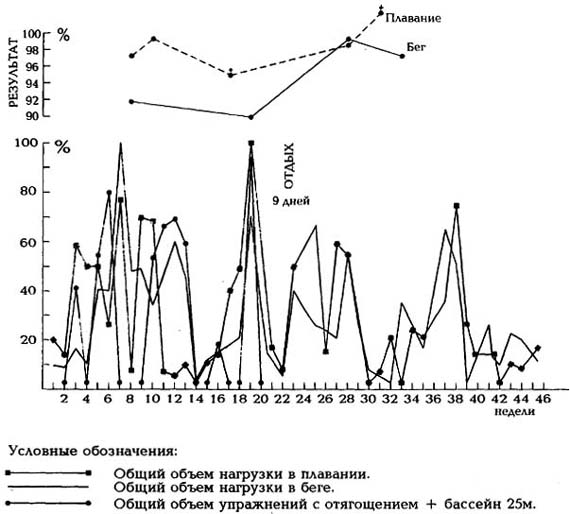 РЕЗУЛЬТАТ
%
100
98
96
94
92
90
Плавание
Бег
100
80
60
40
20
%
ОТДЫХ
9 дней
2 4 6 8 10 12 14 16 18 20 22 24 26 28 30 32 34 36 38 40 42 44 46
недели
Условные обозначения:
Общий объем нагрузки в плавании.
Общий объем нагрузки в беге.
Общий объем упражнений с отягощением + бассейн 25м.